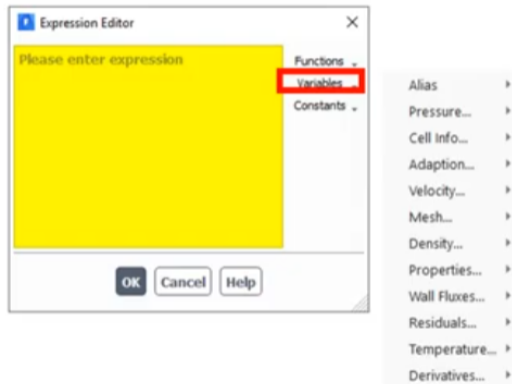 Expression Editor
Please enter expression
Functions
Variables
Constants
OK Cancel Help
Alias
Pressure...
Cell Info...
Adaption...
Velocity...
Mesh...
Density...
Properties...
Wall Fluxes...
Residuals...
Temperature...
Derivatives...